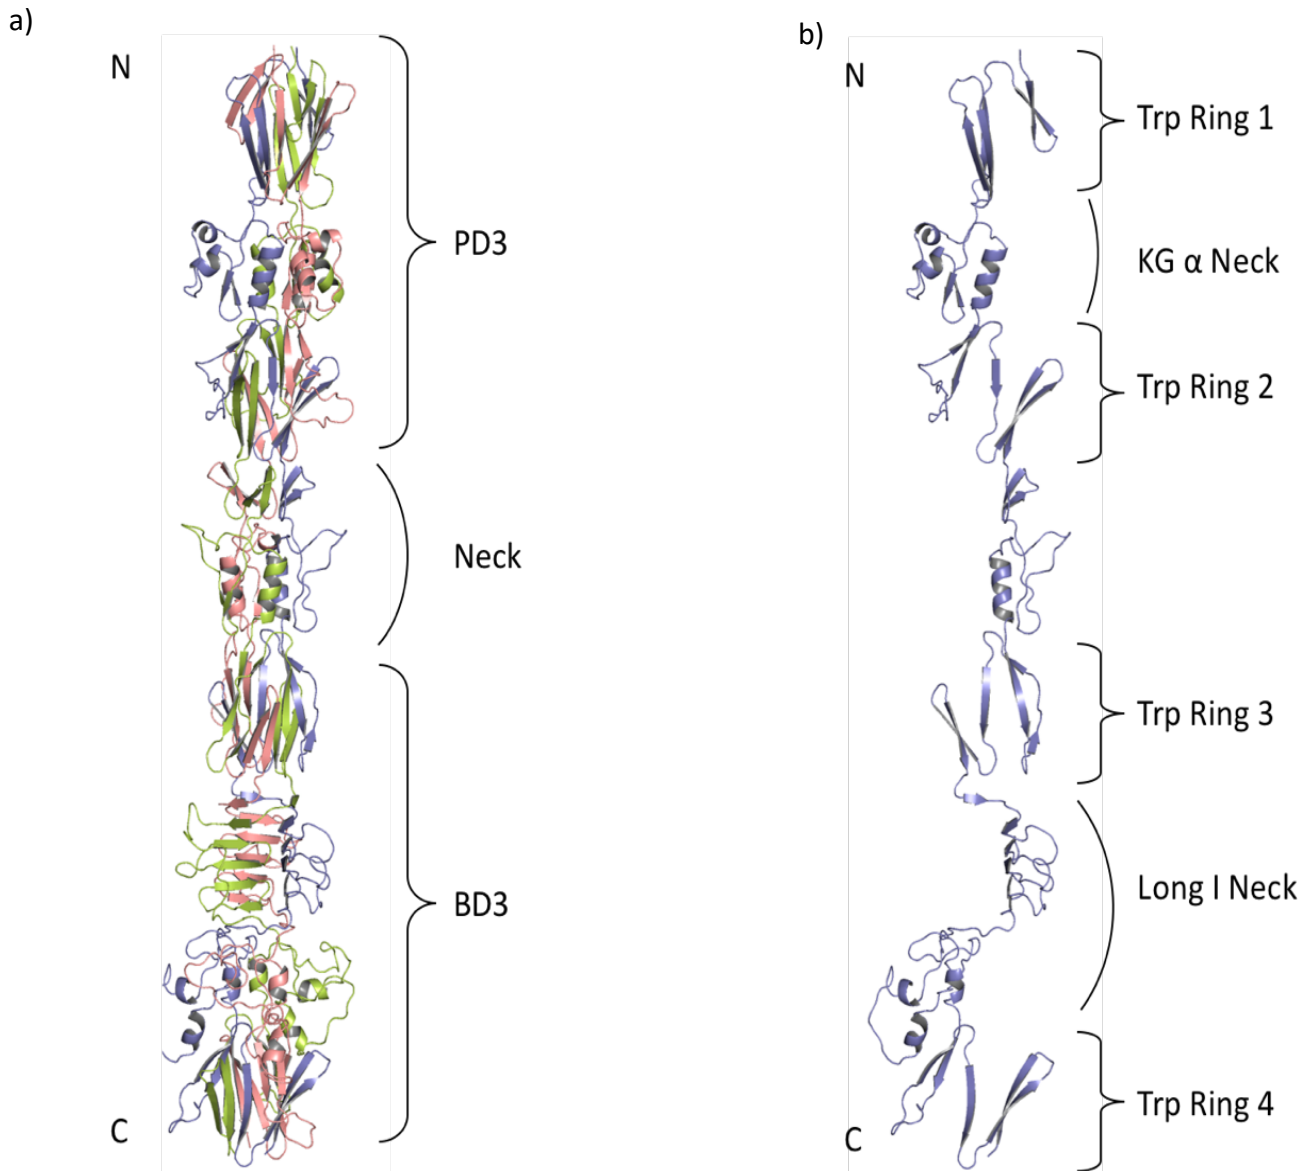 a)
N
PD3
Neck
BD3
C
b)
N
Trp Ring 1
KG α Neck
Trp Ring 2
Trp Ring 3
Long I Neck
Trp Ring 4
C